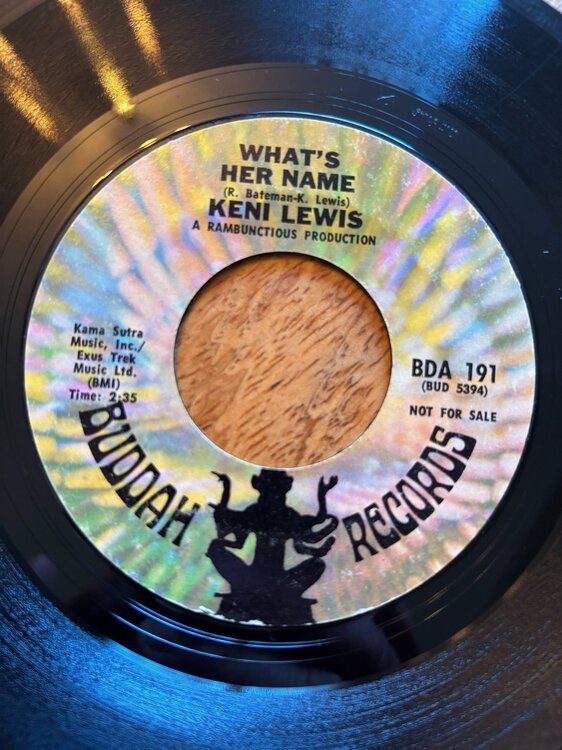 WHAT'S
HER NAME
(R. Bateman-K. Lewis)
KENI LEWIS
A RAMBUNCTIOUS PRODUCTION
Kama Sutra
Music, Inc./
Exus Trek
Music Ltd.
(BMI)
Time: 2:35
BDA 191
(BUD 5394)
NOT FOR SALE
BUDDAH RECORDS